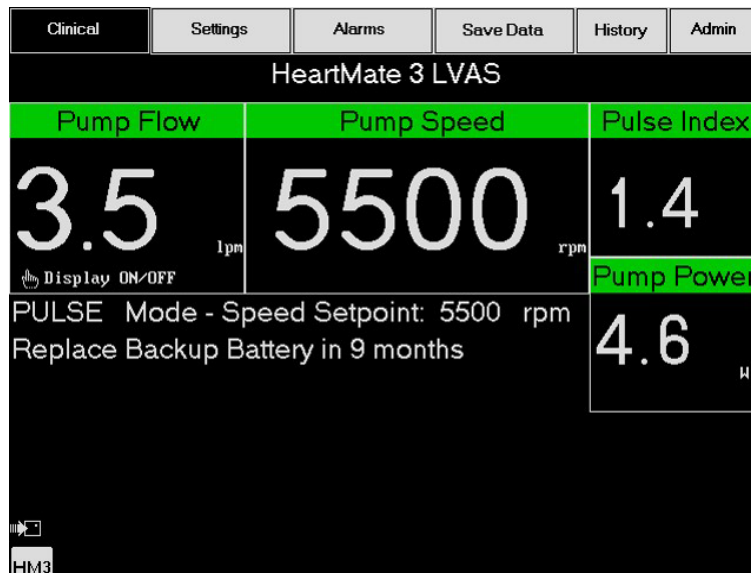 Clinical Settings Alarms Save Data History Admin
HeartMate 3 LVAS
Pump Flow Pump Speed Pulse Index
3.5 lpm 5500 rpm 1.4
Display ON/OFF
Pump Power
PULSE Mode - Speed Setpoint: 5500 rpm
4.6 W
Replace Backup Battery in 9 months
HM3